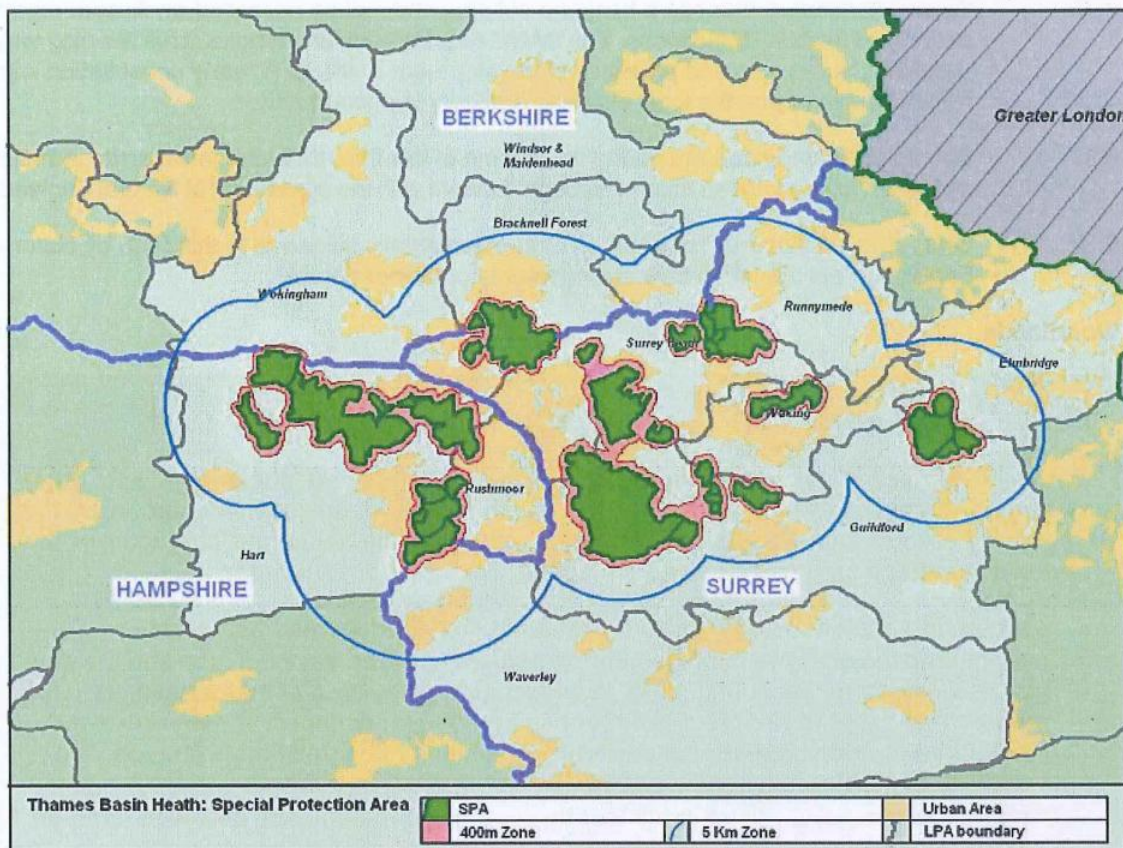 BERKSHIRE
Greater London
Windsor &
Maidenhead
Bracknell Forest
Wokingham
Runnymede
Surrey Heath
Elmbridge
Woking
Rushmoor
Guildford
Hart
HAMPSHIRE
SURREY
Waverley
Thames Basin Heath: Special Protection Area
SPA
Urban Area
400m Zone
5 Km Zone
LPA boundary